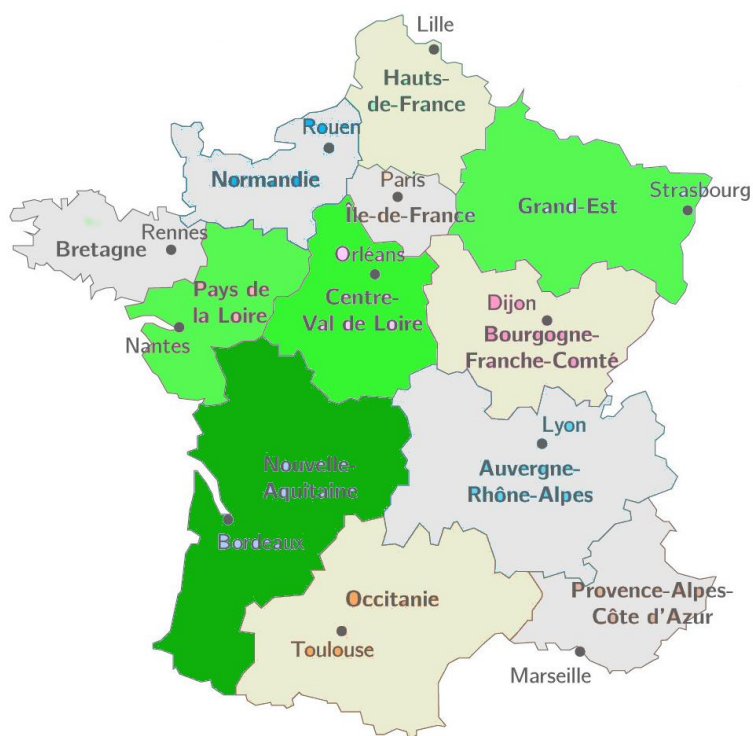 Lille
Hauts-
de-France
Rouen
Normandie
Paris
Île-de-France
Grand-Est
Strasbourg
Rennes
Bretagne
Orléans
Pays de
la Loire
Centre-
Val de Loire
Nantes
Dijon
Bourgogne-
Franche-Comté
Lyon
Auvergne-
Rhône-Alpes
Nouvelle-
Aquitaine
Bordeaux
Occitanie
Toulouse
Provence-Alpes-
Côte d'Azur
Marseille